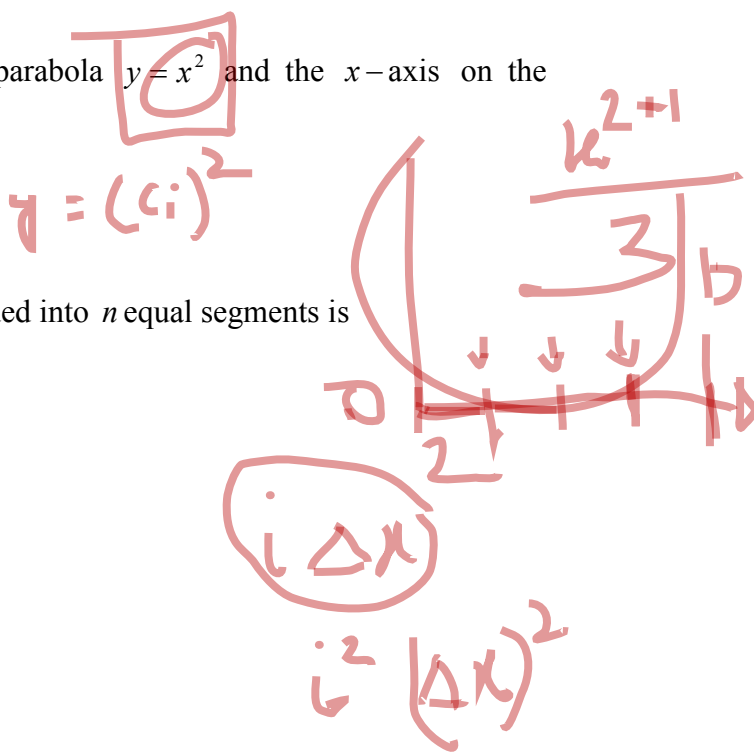 parabola y = x² and the x – axis on the
x^{2+1}
3
y = (ci)²
b
ed into n equal segments is
0
2
i Δx
i² (Δx)²